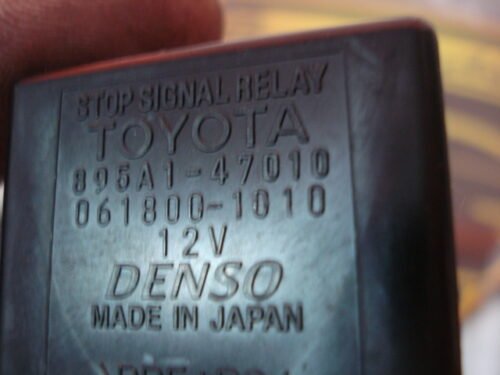 STOP SIGNAL RELAY
TOYOTA
895A1-47010
061800-1010
12V
DENSO
MADE IN JAPAN